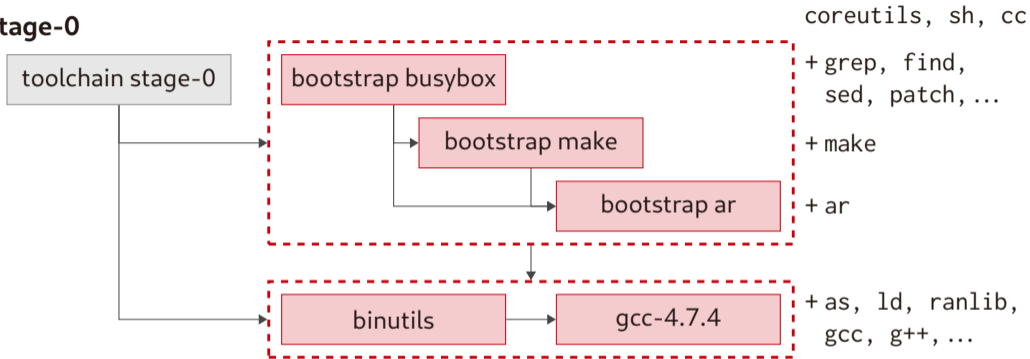 tage-0
coreutils, sh, cc
toolchain stage-0
bootstrap busybox
+ grep, find,
sed, patch, ...
bootstrap make
+ make
bootstrap ar
+ ar
binutils
gcc-4.7.4
+ as, ld, ranlib,
gcc, g++, ...